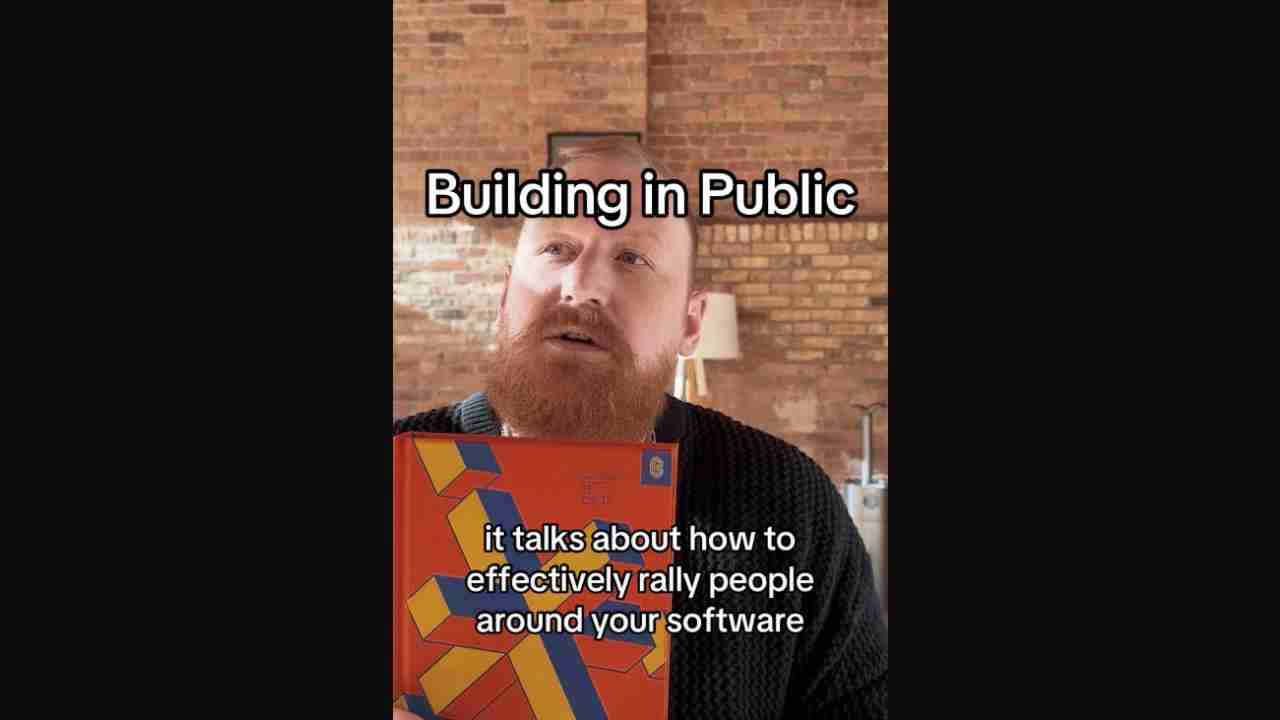 Building in Public
it talks about how to
effectively rally people
around your software